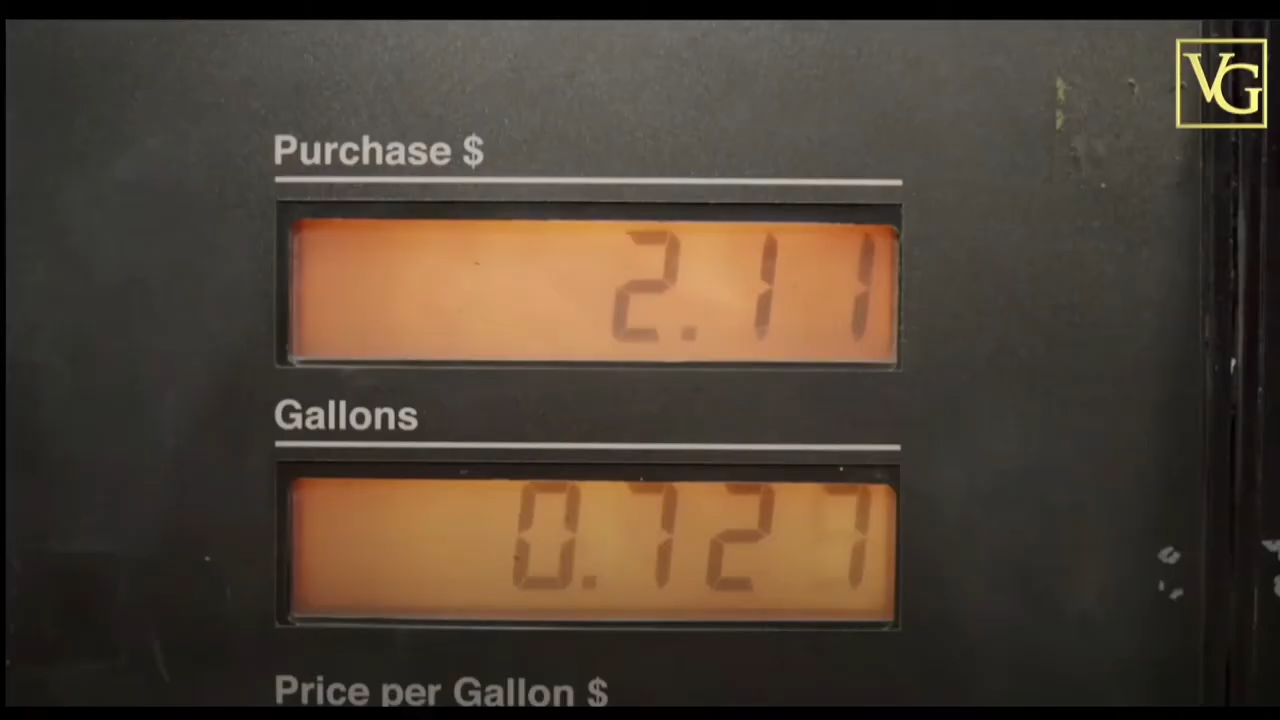 VG
Purchase $
2.11
Gallons
0.727
Price per Gallon $